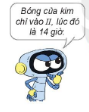 Bóng của kim
chỉ vào II, lúc đó
là 14 giờ.